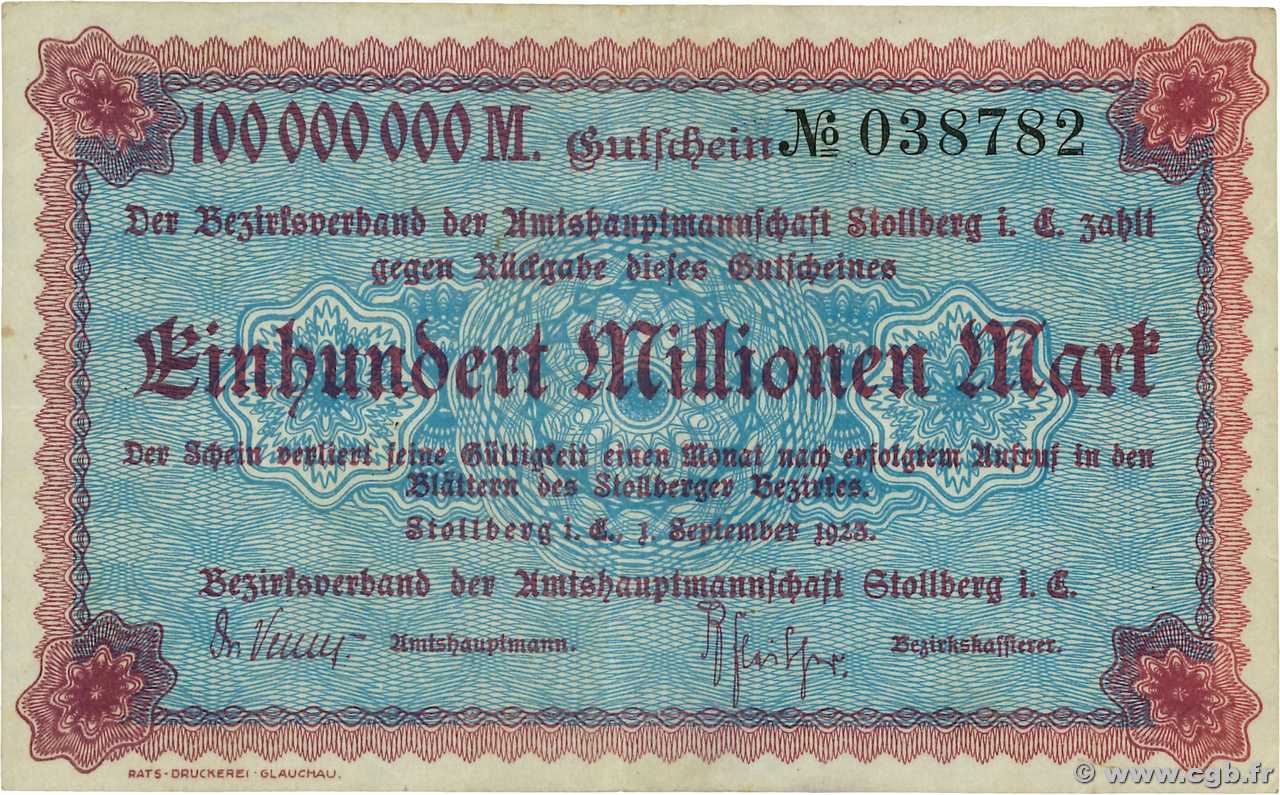 100 000 000 M. Gutschein № 038782
Der Bezirksverband der Amtshauptmannschaft Stollberg i. E. zahlt
gegen Rückgabe dieses Gutscheines
Einhundert Millionen Mark
Der Schein verliert seine Gültigkeit einen Monat nach erfolgtem Aufruf in den
Blättern des Stollberger Bezirkes.
Stollberg i. E., 1. September 1923.
Bezirksverband der Amtshauptmannschaft Stollberg i. E.
Amtshauptmann. Bezirkskassierer.
RATS-DRUCKEREI·GLAUCHAU.
© www.cgb.fr